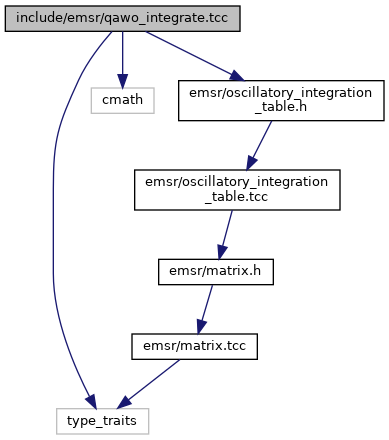 include/emsr/qawo_integrate.tcc
cmath
emsr/oscillatory_integration
_table.h
emsr/oscillatory_integration
_table.tcc
emsr/matrix.h
emsr/matrix.tcc
type_traits